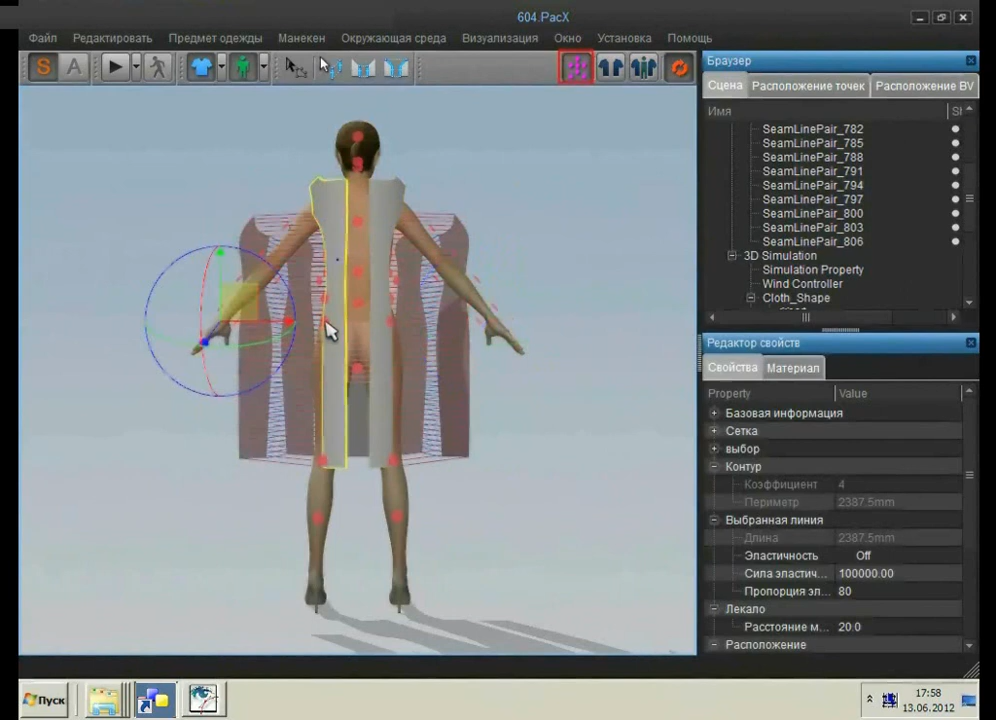 604.PacX
Файл Редактировать Предмет одежды Манекен Окружающая среда Визуализация Окно Установка Помощь
S A
Браузер
Сцена Расположение точек Расположение BV
Имя
SeamLinePair_782
SeamLinePair_785
SeamLinePair_788
SeamLinePair_791
SeamLinePair_794
SeamLinePair_797
SeamLinePair_800
SeamLinePair_803
SeamLinePair_806
3D Simulation
Simulation Property
Wind Controller
Cloth_Shape
Редактор свойств
Свойства Материал
Property Value
Базовая информация
Сетка
выбор
Контур
Коэффициент 4
Периметр 2387.5mm
Выбранная линия
Длина 2387.5mm
Эластичность Off
Сила эластич... 100000.00
Пропорция эл... 80
Лекало
Расстояние м... 20.0
Расположение
Пуск
17:58
13.06.2012